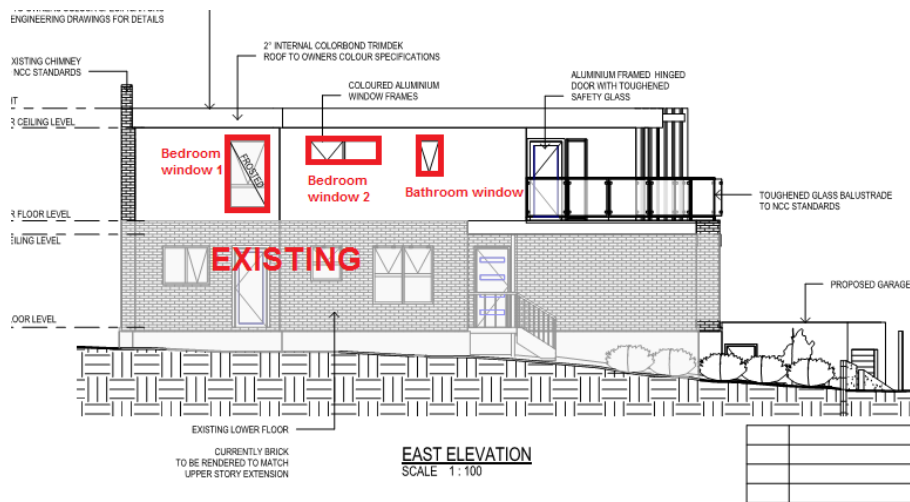 ENGINEERING DRAWINGS FOR DETAILS
2° INTERNAL COLORBOND TRIMDEK
ROOF TO OWNERS COLOUR SPECIFICATIONS
XISTING CHIMNEY
NCC STANDARDS
COLOURED ALUMINIUM
WINDOW FRAMES
ALUMINIUM FRAMED HINGED
DOOR WITH TOUGHENED
SAFETY GLASS
R CEILING LEVEL
Bedroom
window 1
FROSTED
Bedroom
window 2
Bathroom window
TOUGHENED GLASS BALUSTRADE
TO NCC STANDARDS
R FLOOR LEVEL
EILING LEVEL
EXISTING
PROPOSED GARAGE
OOR LEVEL
EXISTING LOWER FLOOR
CURRENTLY BRICK
TO BE RENDERED TO MATCH
UPPER STORY EXTENSION
EAST ELEVATION
SCALE 1 : 100